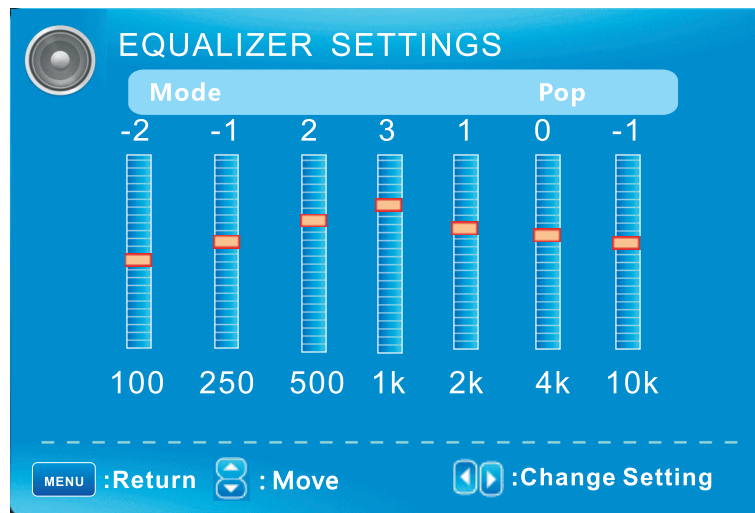 EQUALIZER SETTINGS
Mode Pop
-2 -1 2 3 1 0 -1
100 250 500 1k 2k 4k 10k
MENU :Return : Move :Change Setting